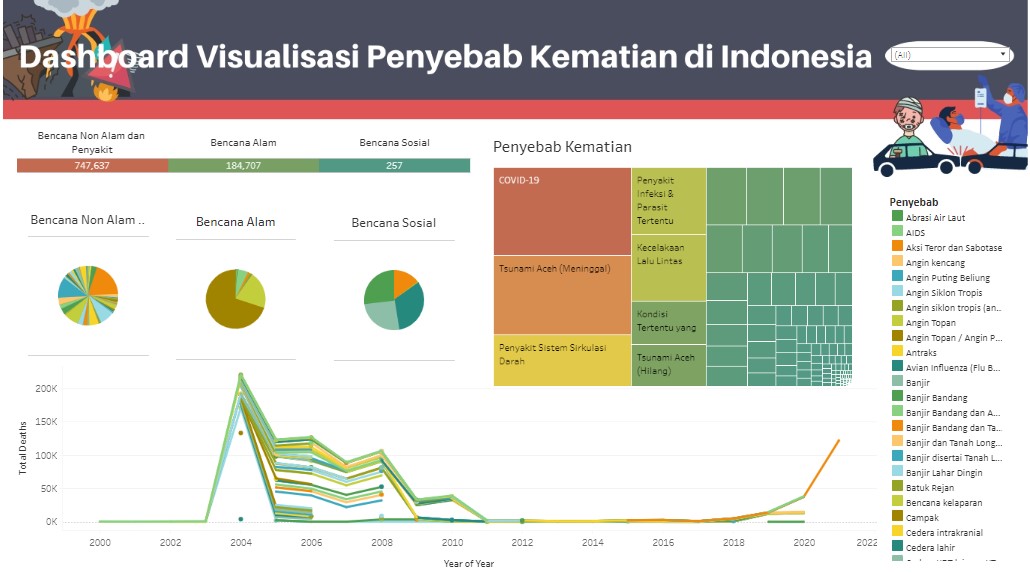 Dashboard Visualisasi Penyebab Kematian di Indonesia
(All)
Bencana Non Alam dan
Penyakit
Bencana Alam
Bencana Sosial
747,637
184,707
257
Bencana Non Alam ..
Bencana Alam
Bencana Sosial
Penyebab Kematian
COVID-19
Tsunami Aceh (Meninggal)
Penyakit Sistem Sirkulasi
Darah
Penyakit
Infeksi &
Parasit
Tertentu
Kecelakaan
Lalu Lintas
Kondisi
Tertentu yang
Tsunami Aceh
(Hilang)
Penyebab
Abrasi Air Laut
AIDS
Aksi Teror dan Sabotase
Angin kencang
Angin Puting Beliung
Angin Siklon Tropis
Angin siklon tropis (an...
Angin Topan
Angin Topan / Angin P...
Antraks
Avian Influenza (Flu B...
Banjir
Banjir Bandang
Banjir Bandang dan A...
Banjir Bandang dan Ta...
Banjir dan Tanah Long...
Banjir disertai Tanah L...
Banjir Lahar Dingin
Batuk Rejan
Bencana kelaparan
Campak
Cedera intrakranial
Cedera lahir
Total Deaths
200K
150K
100K
50K
0K
2000
2002
2004
2006
2008
2010
2012
2014
2016
2018
2020
2022
Year of Year